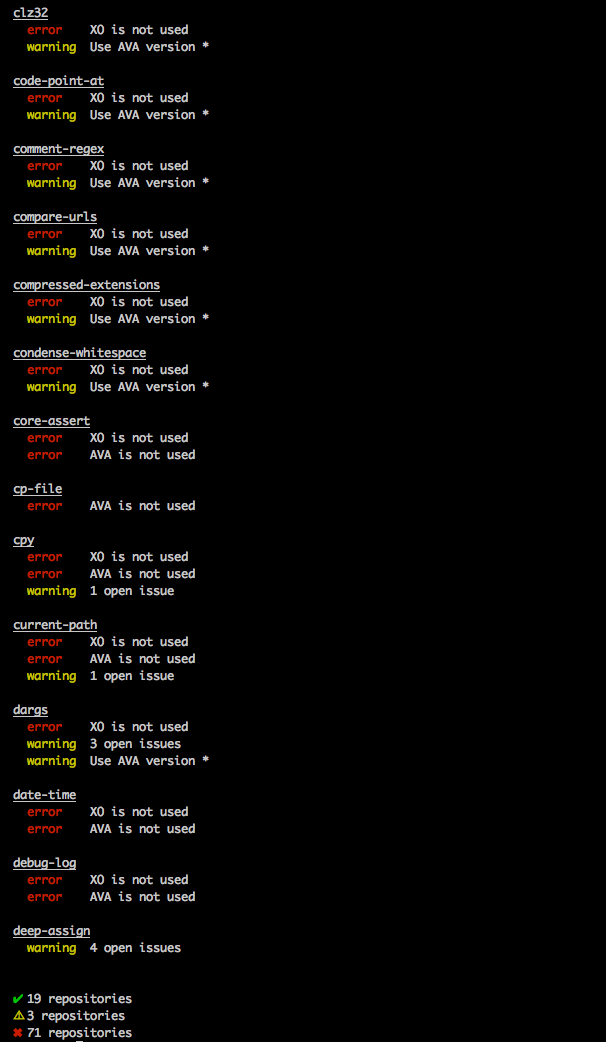 clz32
error XO is not used
warning Use AVA version *
code-point-at
error XO is not used
warning Use AVA version *
comment-regex
error XO is not used
warning Use AVA version *
compare-urls
error XO is not used
warning Use AVA version *
compressed-extensions
error XO is not used
warning Use AVA version *
condense-whitespace
error XO is not used
warning Use AVA version *
core-assert
error XO is not used
error AVA is not used
cp-file
error AVA is not used
cpy
error XO is not used
error AVA is not used
warning 1 open issue
current-path
error XO is not used
error AVA is not used
warning 1 open issue
dargs
error XO is not used
warning 3 open issues
warning Use AVA version *
date-time
error XO is not used
error AVA is not used
debug-log
error XO is not used
error AVA is not used
deep-assign
warning 4 open issues
✔ 19 repositories
⚠ 3 repositories
✖ 71 repositories